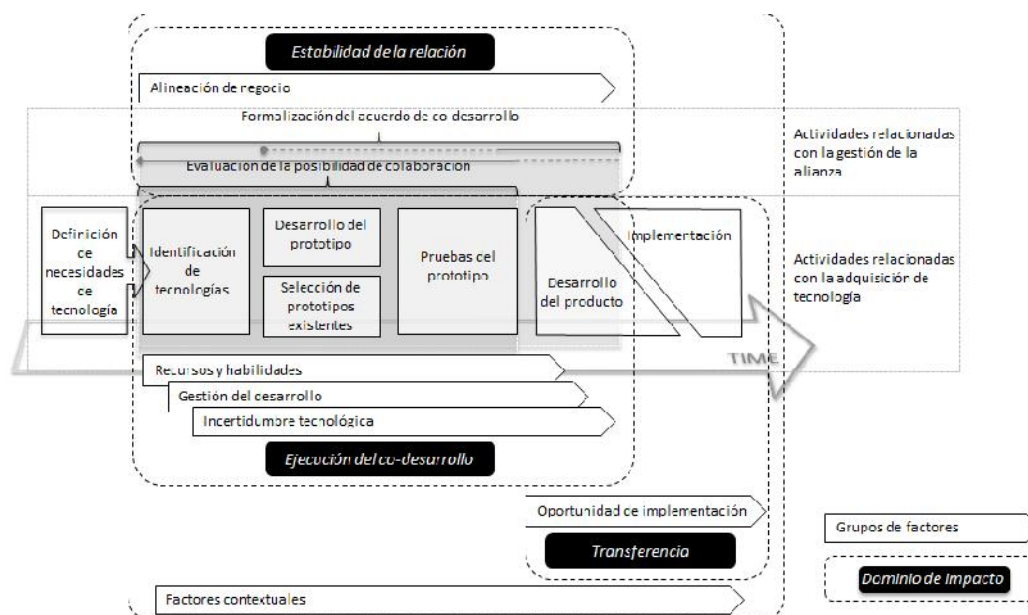 Estabilidad de la relación
Alineación de negocio
Formalización del acuerdo de co-desarrollo
Evaluación de la posibilidad de colaboración
Actividades relacionadas
con la gestión de la
alianza
Definición
de
necesidades
de
tecnología
Identificación
de
tecnologías
Desarrollo del
prototipo
Selección de
prototipos
existentes
Pruebas del
prototipo
Desarrollo
del producto
Implementación
Actividades relacionadas
con la adquisición de
tecnología
TIME
Recursos y habilidades
Gestión del desarrollo
Incertidumbre tecnológica
Ejecución del co-desarrollo
Oportunidad de implementación
Transferencia
Factores contextuales
Grupos de factores
Dominio de impacto